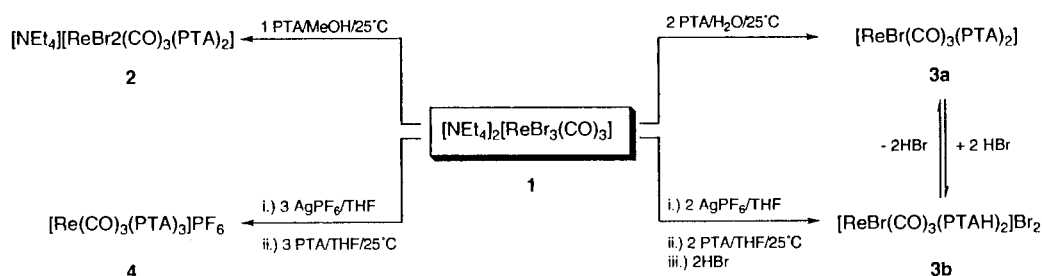 [NEt₄][ReBr2(CO)₃(PTA)₂]
2
1 PTA/MeOH/25°C
2 PTA/H₂O/25°C
[ReBr(CO)₃(PTA)₂]
3a
[NEt₄]₂[ReBr₃(CO)₃]
1
- 2HBr
+ 2 HBr
[Re(CO)₃(PTA)₃]PF₆
4
i.) 3 AgPF₆/THF
ii.) 3 PTA/THF/25°C
i.) 2 AgPF₆/THF
ii.) 2 PTA/THF/25°C
iii.) 2HBr
[ReBr(CO)₃(PTAH)₂]Br₂
3b